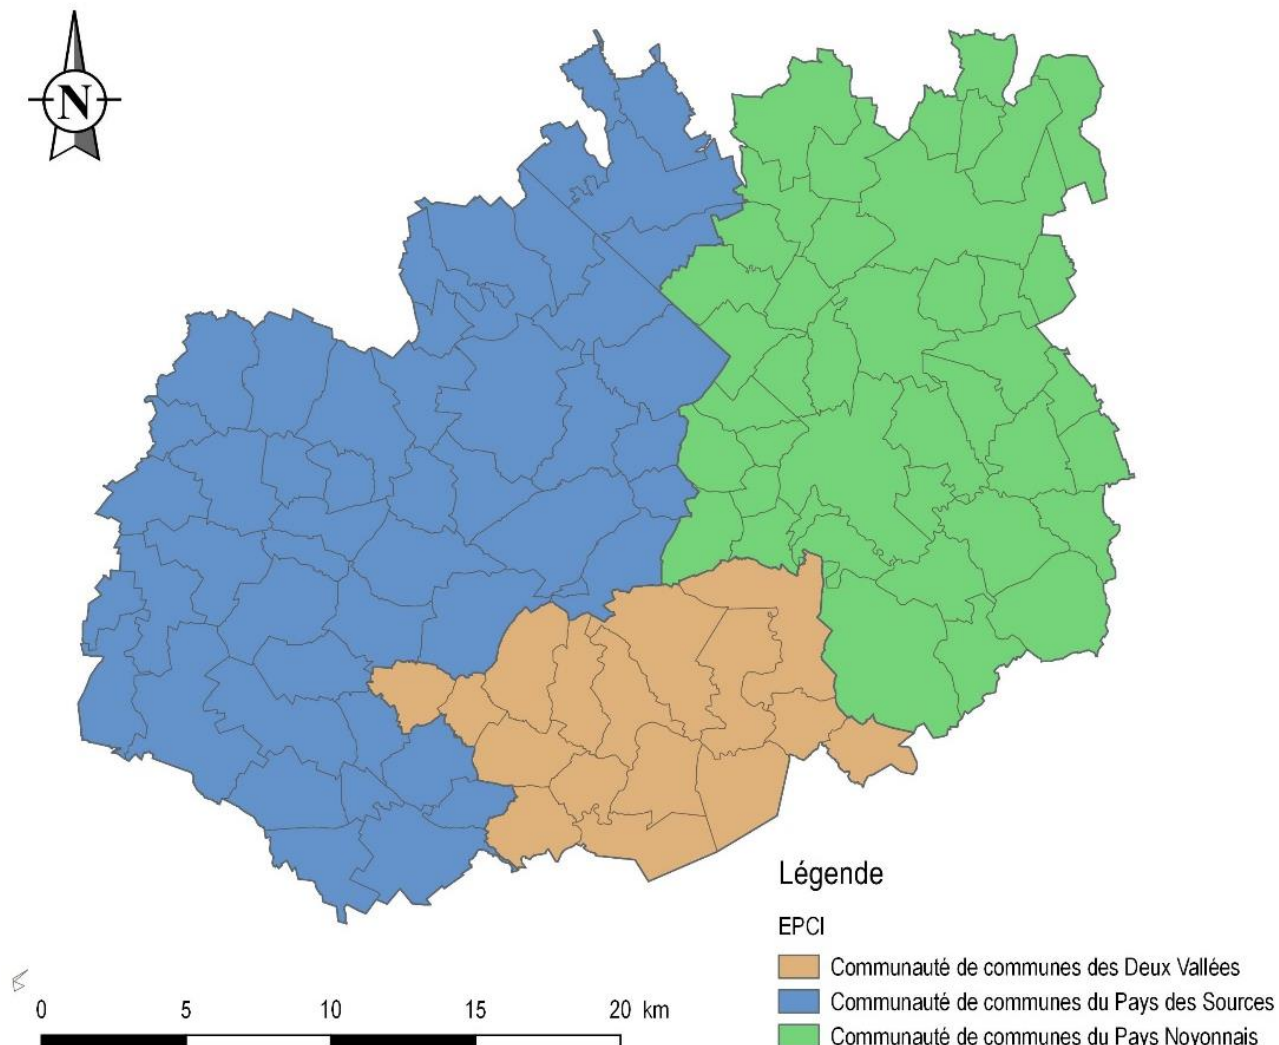 N
Légende
EPCI
Communauté de communes des Deux Vallées
Communauté de communes du Pays des Sources
Communauté de communes du Pays Noyonnais
0 5 10 15 20 km